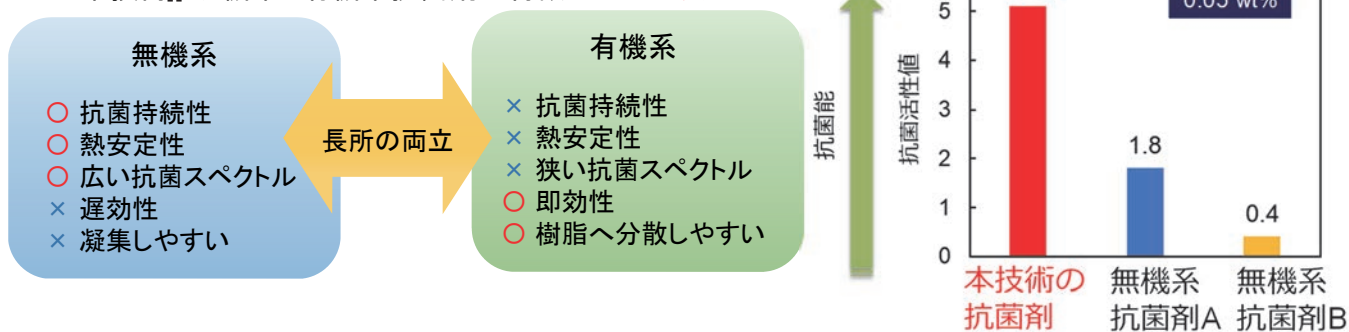 無機系
○ 抗菌持続性
○ 熱安定性
○ 広い抗菌スペクトル
× 遅効性
× 凝集しやすい
長所の両立
有機系
× 抗菌持続性
× 熱安定性
× 狭い抗菌スペクトル
○ 即効性
○ 樹脂へ分散しやすい
抗菌能
抗菌活性値
5
4
3
2
1
0
0.05 wt%
1.8
0.4
本技術の
抗菌剤
無機系
抗菌剤A
無機系
抗菌剤B